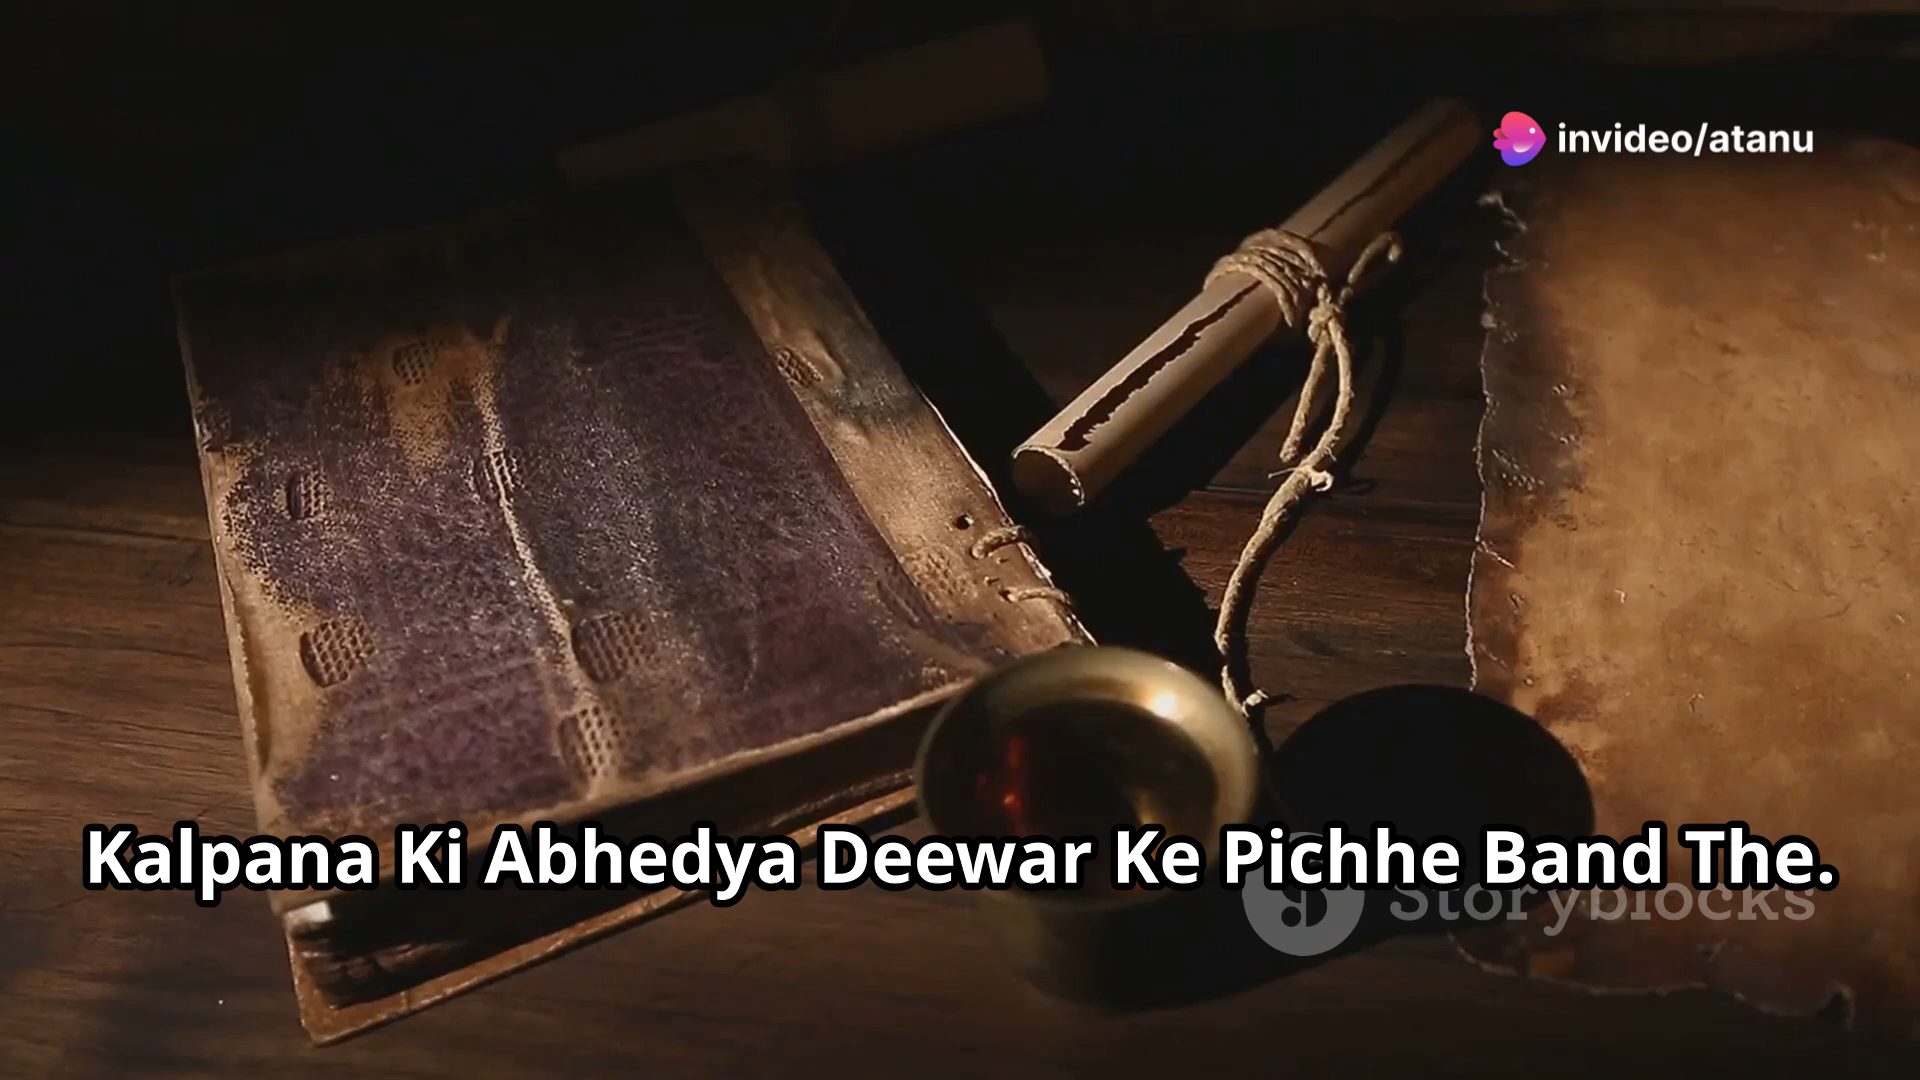 invideo/atanu
Kalpana Ki Abhedya Deewar Ke Pichhe Band The.
Storyblocks